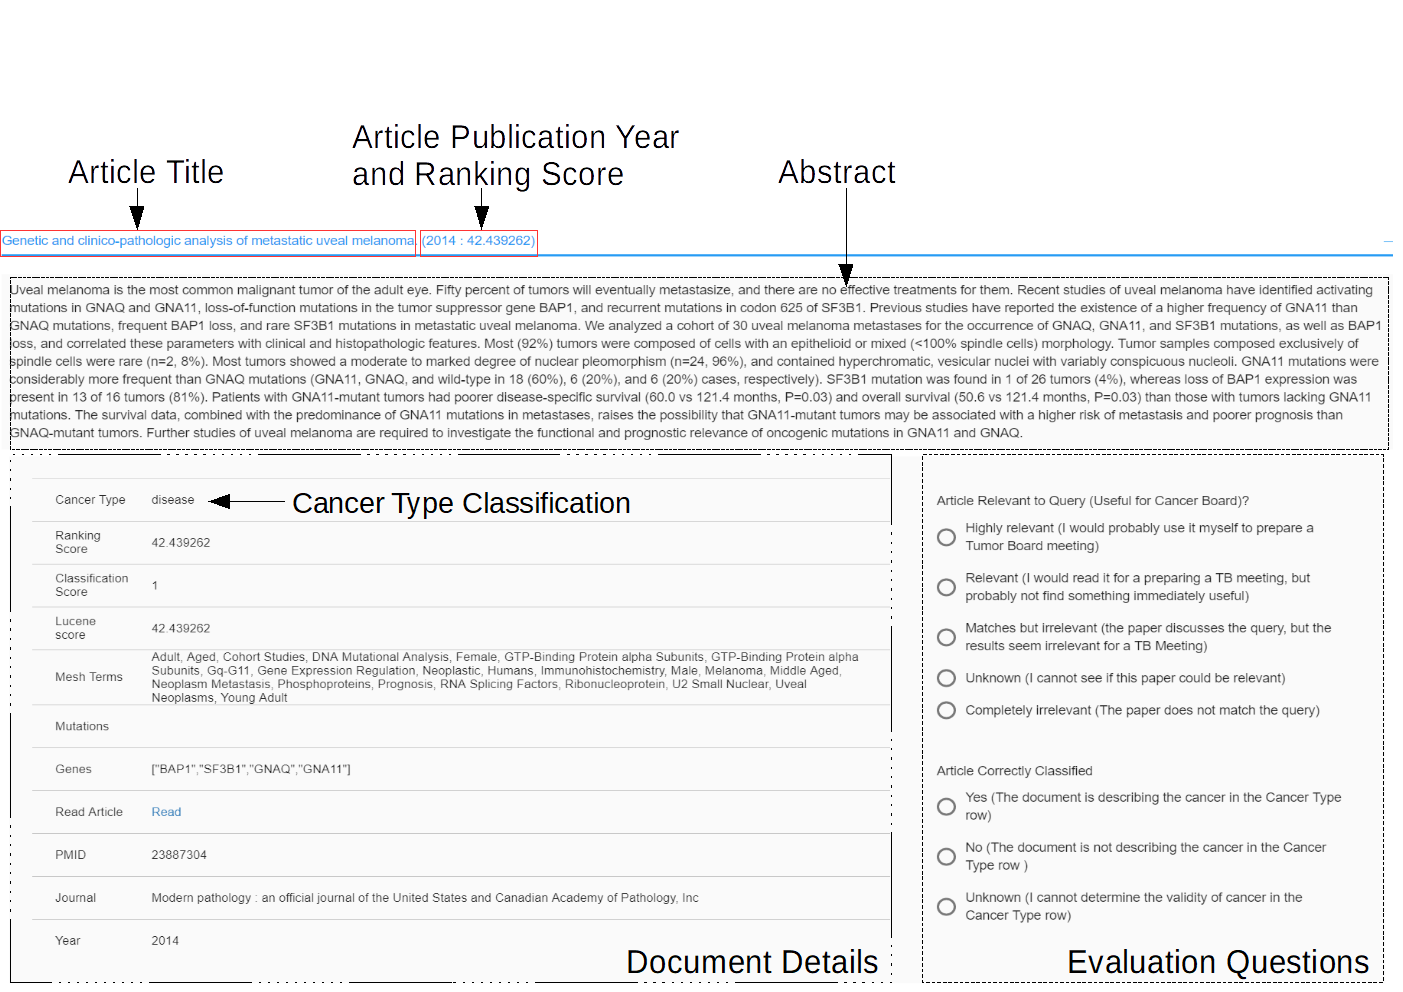 Article Title
Article Publication Year
and Ranking Score
Abstract
Genetic and clinico-pathologic analysis of metastatic uveal melanoma. (2014 : 42.439262)
Uveal melanoma is the most common malignant tumor of the adult eye. Fifty percent of tumors will eventually metastasize, and there are no effective treatments for them. Recent studies of uveal melanoma have identified activating
mutations in GNAQ and GNA11, loss-of-function mutations in the tumor suppressor gene BAP1, and recurrent mutations in codon 625 of SF3B1. Previous studies have reported the existence of a higher frequency of GNA11 than
GNAQ mutations, frequent BAP1 loss, and rare SF3B1 mutations in metastatic uveal melanoma. We analyzed a cohort of 30 uveal melanoma metastases for the occurrence of GNAQ, GNA11, and SF3B1 mutations, as well as BAP1
loss, and correlated these parameters with clinical and histopathologic features. Most (92%) tumors were composed of cells with an epithelioid or mixed (<100% spindle cells) morphology. Tumor samples composed exclusively of
spindle cells were rare (n=2, 8%). Most tumors showed a moderate to marked degree of nuclear pleomorphism (n=24, 96%), and contained hyperchromatic, vesicular nuclei with variably conspicuous nucleoli. GNA11 mutations were
considerably more frequent than GNAQ mutations (GNA11, GNAQ, and wild-type in 18 (60%), 6 (20%), and 6 (20%) cases, respectively). SF3B1 mutation was found in 1 of 26 tumors (4%), whereas loss of BAP1 expression was
present in 13 of 16 tumors (81%). Patients with GNA11-mutant tumors had poorer disease-specific survival (60.0 vs 121.4 months, P=0.03) and overall survival (50.6 vs 121.4 months, P=0.03) than those with tumors lacking GNA11
mutations. The survival data, combined with the predominance of GNA11 mutations in metastases, raises the possibility that GNA11-mutant tumors may be associated with a higher risk of metastasis and poorer prognosis than
GNAQ-mutant tumors. Further studies of uveal melanoma are required to investigate the functional and prognostic relevance of oncogenic mutations in GNA11 and GNAQ.
Cancer Type disease
Cancer Type Classification
Ranking
Score
42.439262
Classification
Score
1
Lucene
score
42.439262
Mesh Terms
Adult, Aged, Cohort Studies, DNA Mutational Analysis, Female, GTP-Binding Protein alpha Subunits, GTP-Binding Protein alpha
Subunits, Gq-G11, Gene Expression Regulation, Neoplastic, Humans, Immunohistochemistry, Male, Melanoma, Middle Aged,
Neoplasm Metastasis, Phosphoproteins, Prognosis, RNA Splicing Factors, Ribonucleoprotein, U2 Small Nuclear, Uveal
Neoplasms, Young Adult
Mutations
Genes ["BAP1","SF3B1","GNAQ","GNA11"]
Read Article Read
PMID 23887304
Journal Modern pathology : an official journal of the United States and Canadian Academy of Pathology, Inc
Year 2014
Document Details
Article Relevant to Query (Useful for Cancer Board)?
Highly relevant (I would probably use it myself to prepare a
Tumor Board meeting)
Relevant (I would read it for a preparing a TB meeting, but
probably not find something immediately useful)
Matches but irrelevant (the paper discusses the query, but the
results seem irrelevant for a TB Meeting)
Unknown (I cannot see if this paper could be relevant)
Completely irrelevant (The paper does not match the query)
Article Correctly Classified
Yes (The document is describing the cancer in the Cancer Type
row)
No (The document is not describing the cancer in the Cancer
Type row )
Unknown (I cannot determine the validity of cancer in the
Cancer Type row)
Evaluation Questions